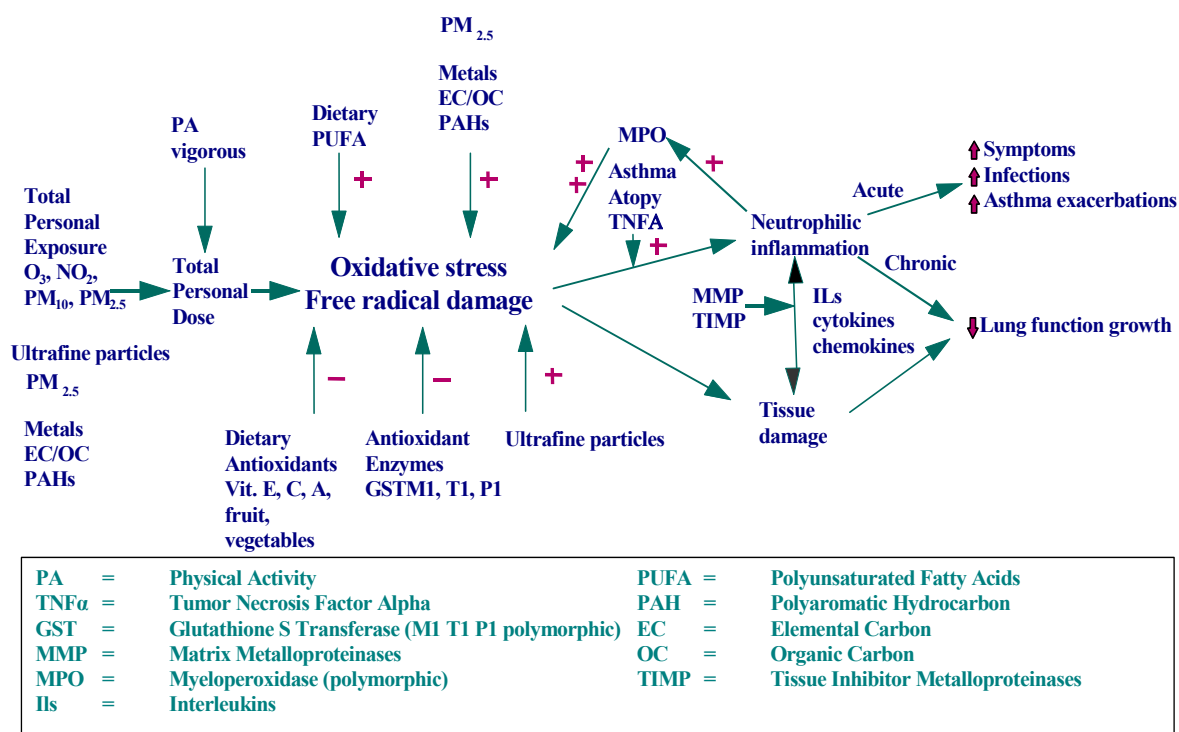 PM 2.5
Metals
EC/OC
PAHs
Dietary
PUFA
PA
vigorous
+
+
MPO
+
+
+
Asthma
Atopy
TNFA
+
Acute
Symptoms
Infections
Asthma exacerbations
Total
Personal
Exposure
O3, NO2,
PM10, PM2.5
Total
Personal
Dose
Oxidative stress
Free radical damage
Neutrophilic
inflammation
Chronic
MMP
TIMP
ILs
cytokines
chemokines
Lung function growth
Ultrafine particles
PM 2.5
Metals
EC/OC
PAHs
−
−
+
Dietary
Antioxidants
Vit. E, C, A,
fruit,
vegetables
Antioxidant
Enzymes
GSTM1, T1, P1
Ultrafine particles
Tissue
damage
PA = Physical Activity
TNFα = Tumor Necrosis Factor Alpha
GST = Glutathione S Transferase (M1 T1 P1 polymorphic)
MMP = Matrix Metalloproteinases
MPO = Myeloperoxidase (polymorphic)
Ils = Interleukins
PUFA = Polyunsaturated Fatty Acids
PAH = Polyaromatic Hydrocarbon
EC = Elemental Carbon
OC = Organic Carbon
TIMP = Tissue Inhibitor Metalloproteinases